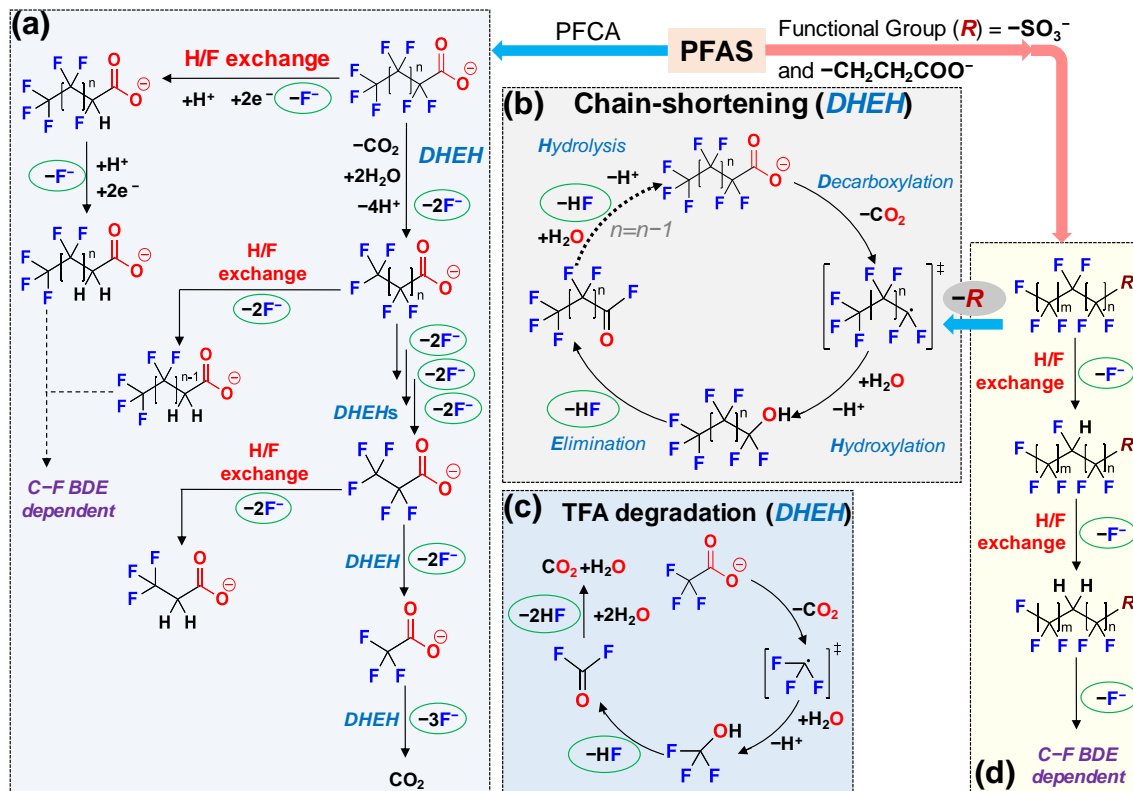 (a)
PFCA
PFAS
Functional Group (R) = −SO₃⁻
and −CH₂CH₂COO⁻
H/F exchange
+H⁺ +2e⁻ −F⁻
−F⁻
+H⁺
+2e⁻
−CO₂
+2H₂O
−4H⁺
DHEH
−2F⁻
H/F
exchange
−2F⁻
−2F⁻
−2F⁻
−2F⁻
DHEHs
C−F BDE
dependent
H/F
exchange
−2F⁻
DHEH
−2F⁻
DHEH
−3F⁻
CO₂
(b)
Chain-shortening (DHEH)
Hydrolysis
−H⁺
−HF
+H₂O
n=n−1
Decarboxylation
−CO₂
−R
+H₂O
−H⁺
Hydroxylation
−HF
Elimination
(c)
TFA degradation (DHEH)
CO₂+H₂O
−2HF
+2H₂O
−CO₂
+H₂O
−H⁺
−HF
H/F
exchange
−F⁻
H/F
exchange
−F⁻
−F⁻
C−F BDE
dependent
(d)